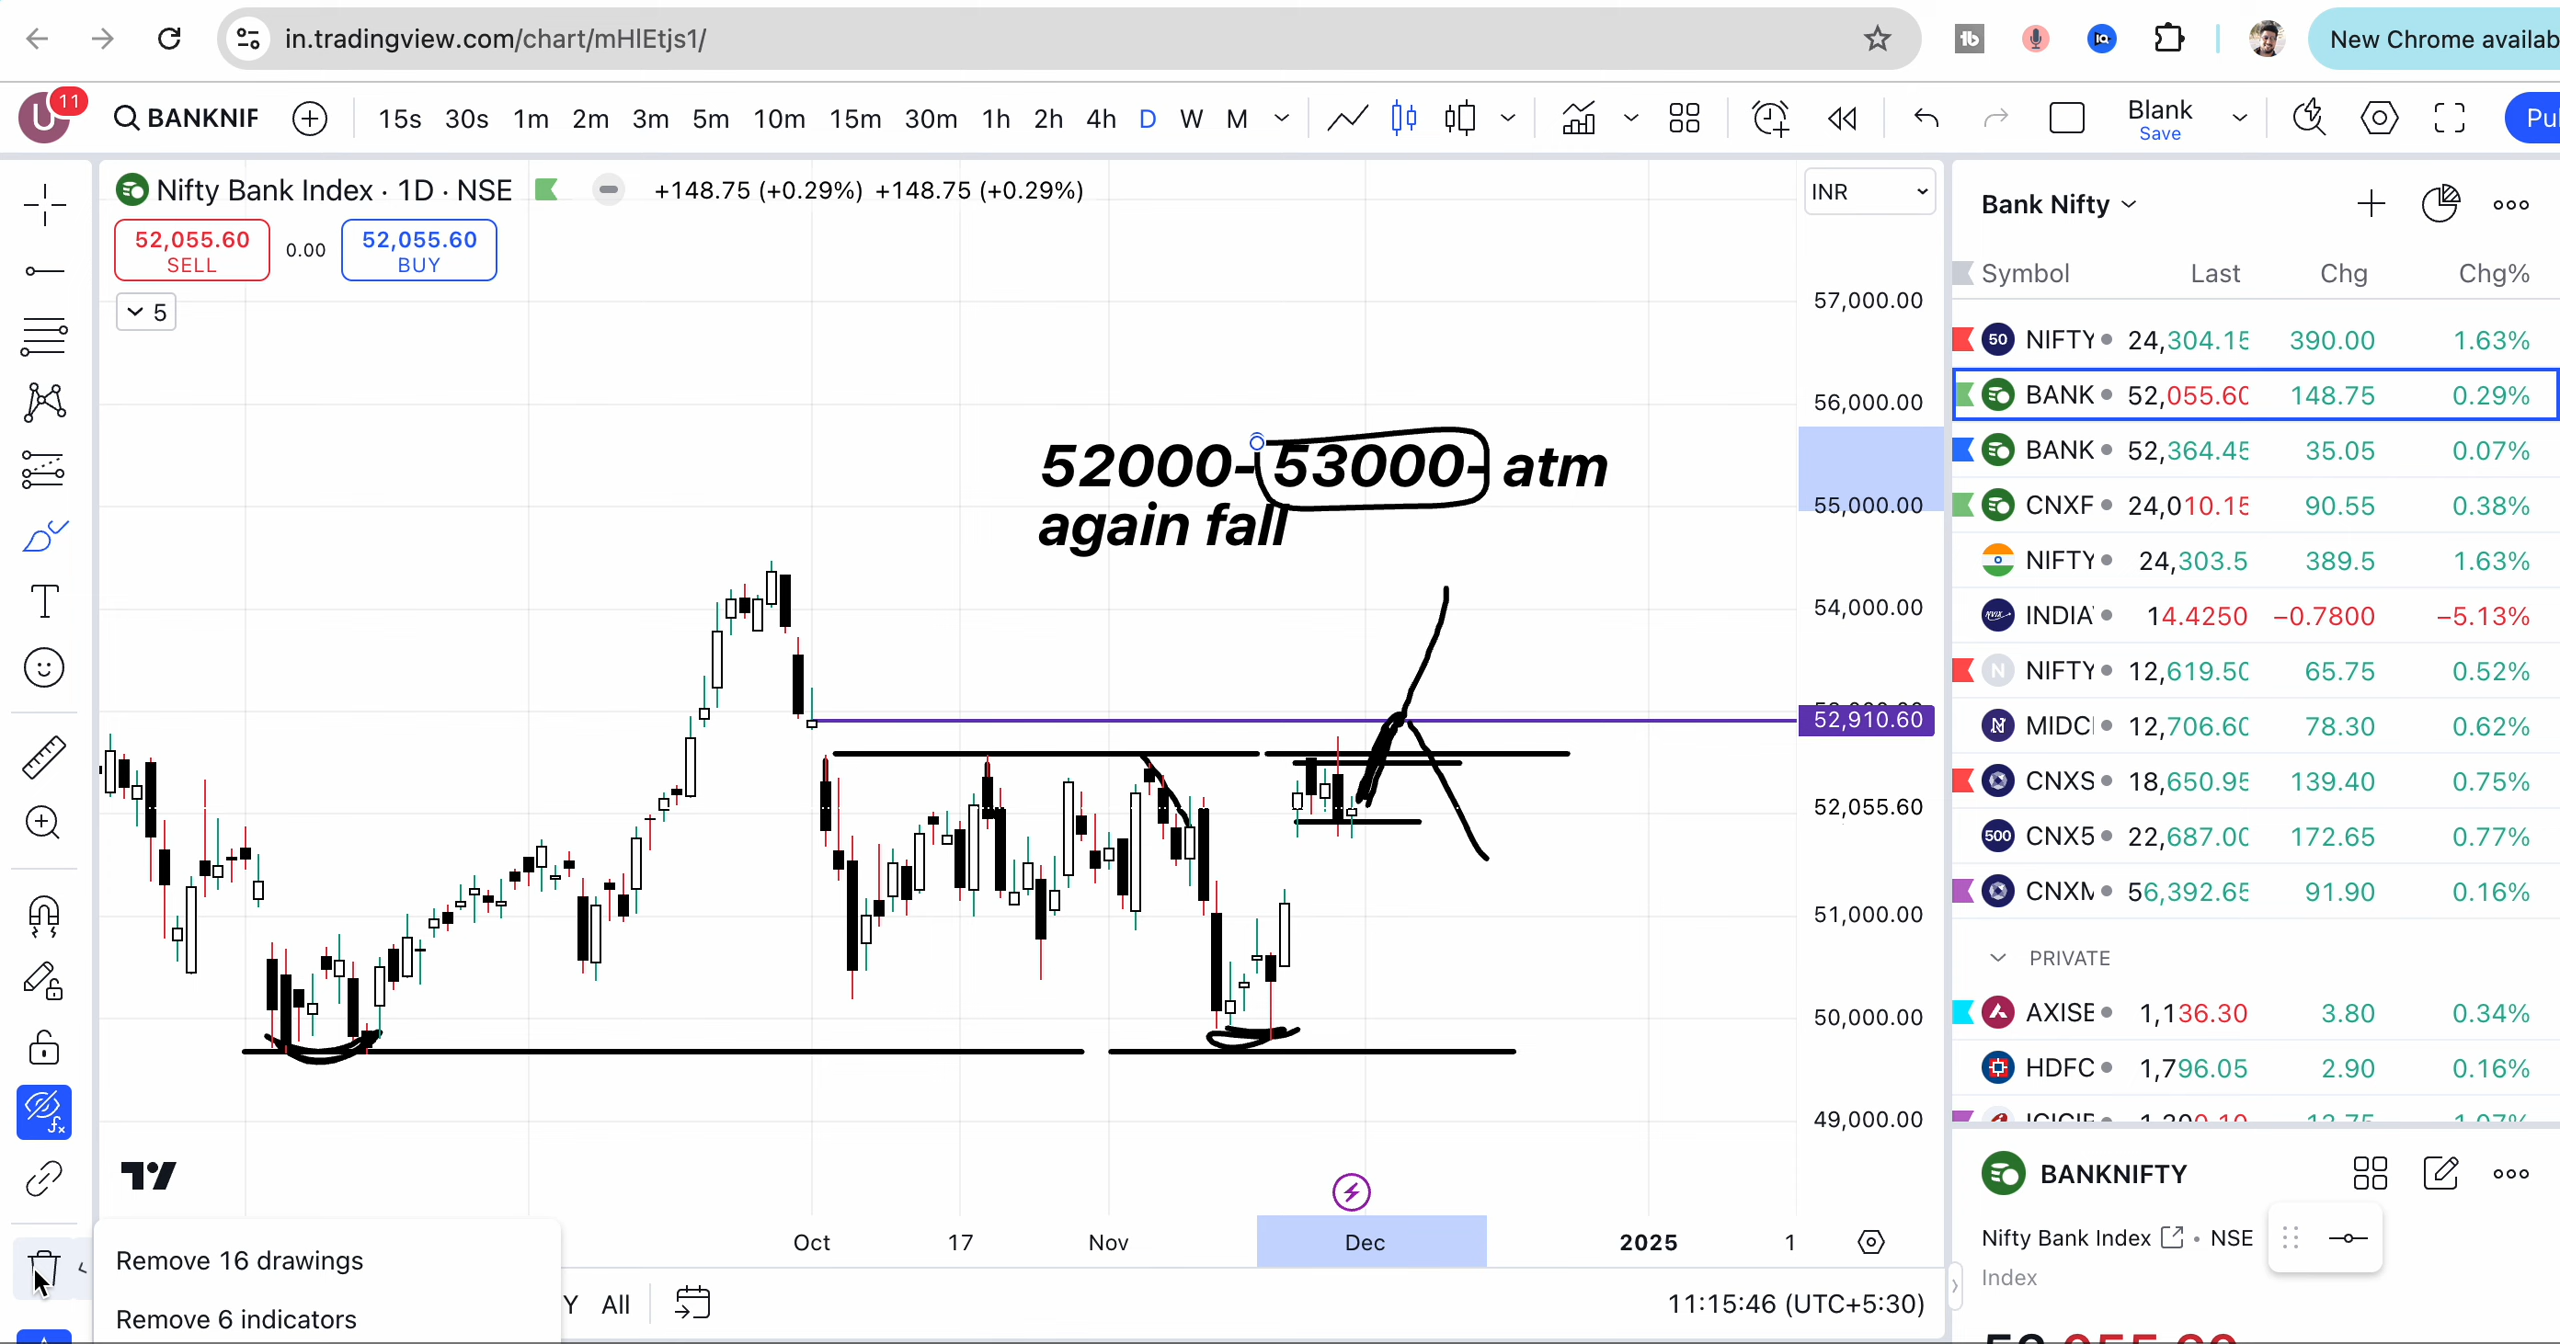 in.tradingview.com/chart/mHlEtjs1/
New Chrome availab
U 11 BANKNIF 15s 30s 1m 2m 3m 5m 10m 15m 30m 1h 2h 4h D W M Blank Save Pul
Nifty Bank Index · 1D · NSE +148.75 (+0.29%) +148.75 (+0.29%)
52,055.60 SELL 0.00 52,055.60 BUY
5
INR
57,000.00
56,000.00
55,000.00
54,000.00
52,910.60
52,055.60
51,000.00
50,000.00
49,000.00
52000-53000- atm
again fall
Oct 17 Nov Dec 2025 1
Remove 16 drawings
Remove 6 indicators
Y All
11:15:46 (UTC+5:30)
Bank Nifty
Symbol Last Chg Chg%
50 NIFTY 24,304.15 390.00 1.63%
BANK 52,055.60 148.75 0.29%
BANK 52,364.45 35.05 0.07%
CNXF 24,010.15 90.55 0.38%
NIFTY 24,303.5 389.5 1.63%
INDIA 14.4250 −0.7800 −5.13%
N NIFTY 12,619.50 65.75 0.52%
MIDC 12,706.60 78.30 0.62%
CNXS 18,650.95 139.40 0.75%
500 CNX5 22,687.00 172.65 0.77%
CNXM 56,392.65 91.90 0.16%
PRIVATE
AXISE 1,136.30 3.80 0.34%
HDFC 1,796.05 2.90 0.16%
BANKNIFTY
Nifty Bank Index • NSE
Index